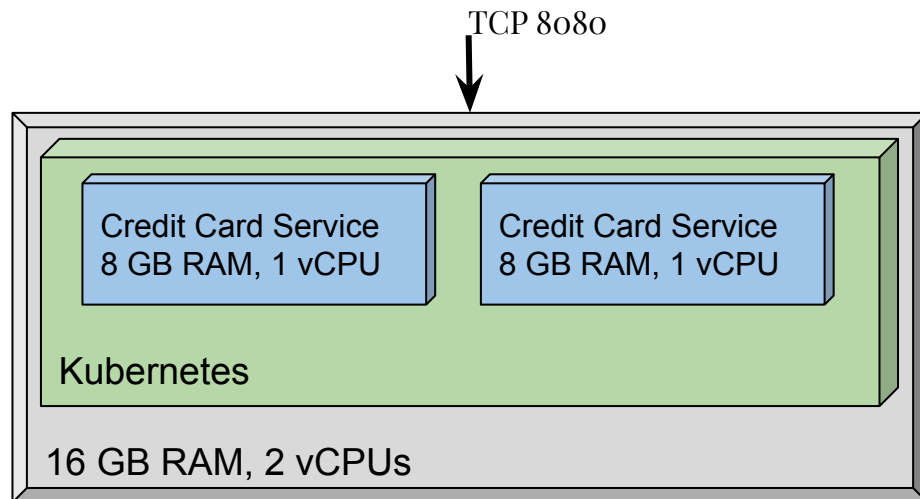 TCP 8080
Credit Card Service
8 GB RAM, 1 vCPU
Credit Card Service
8 GB RAM, 1 vCPU
Kubernetes
16 GB RAM, 2 vCPUs